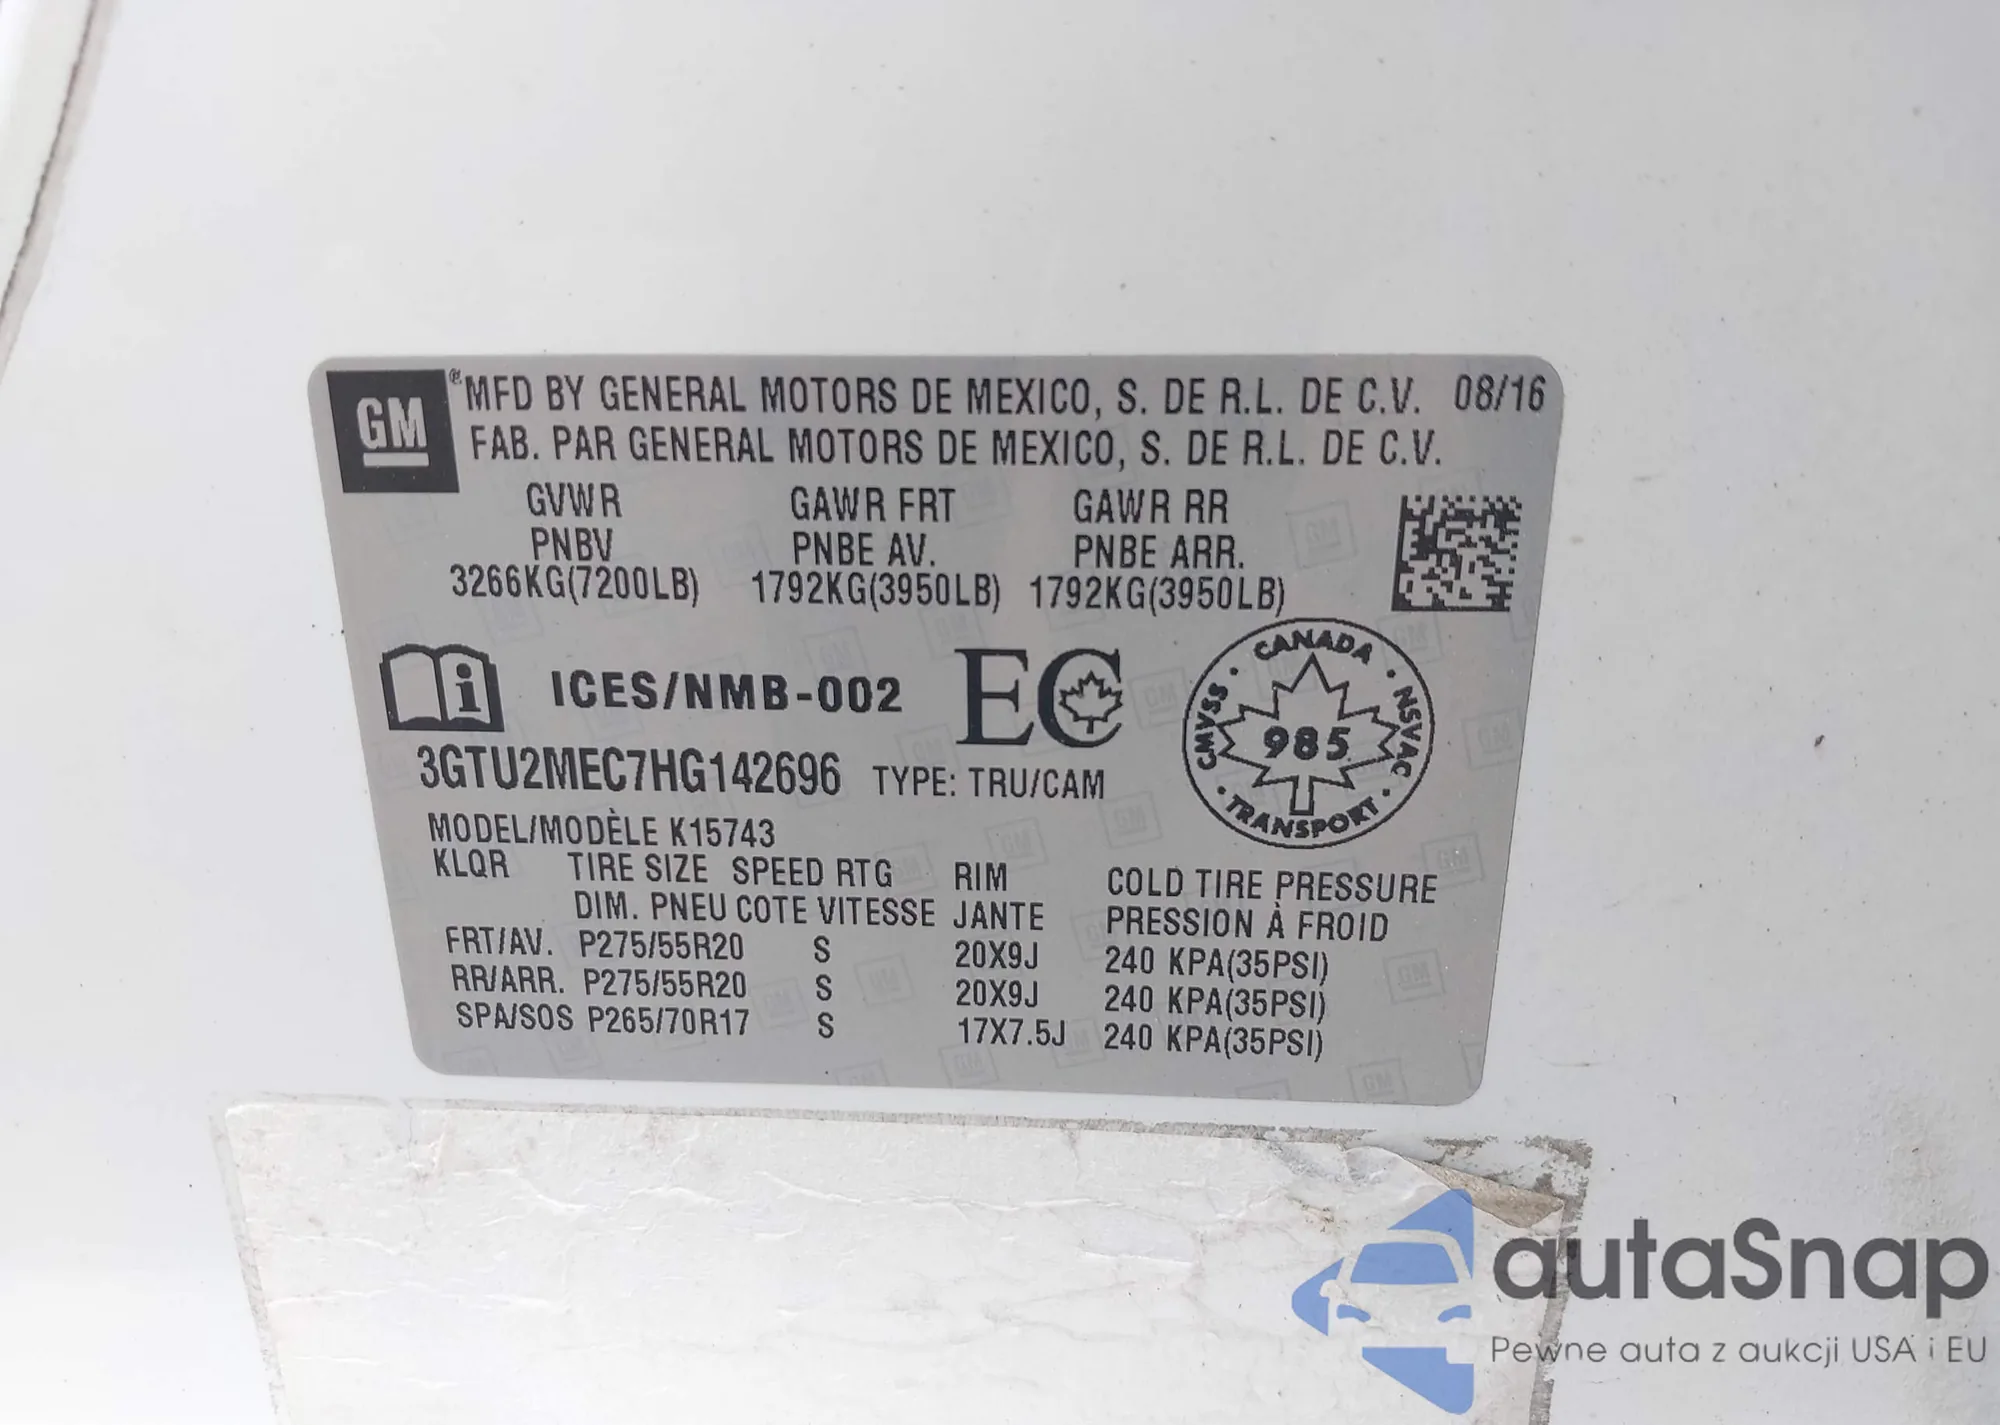 GM
®MFD BY GENERAL MOTORS DE MEXICO, S. DE R.L. DE C.V. 08/16
FAB. PAR GENERAL MOTORS DE MEXICO, S. DE R.L. DE C.V.
GVWR GAWR FRT GAWR RR
PNBV PNBE AV. PNBE ARR.
3266KG(7200LB) 1792KG(3950LB) 1792KG(3950LB)
i ICES/NMB-002 EC
CANADA
CMVSS 985 NSVAC
TRANSPORT
3GTU2MEC7HG142696 TYPE: TRU/CAM
MODEL/MODÈLE K15743
KLQR TIRE SIZE SPEED RTG RIM COLD TIRE PRESSURE
DIM. PNEU COTE VITESSE JANTE PRESSION À FROID
FRT/AV. P275/55R20 S 20X9J 240 KPA(35PSI)
RR/ARR. P275/55R20 S 20X9J 240 KPA(35PSI)
SPA/SOS P265/70R17 S 17X7.5J 240 KPA(35PSI)
autaSnap
Pewne auta z aukcji USA i EU